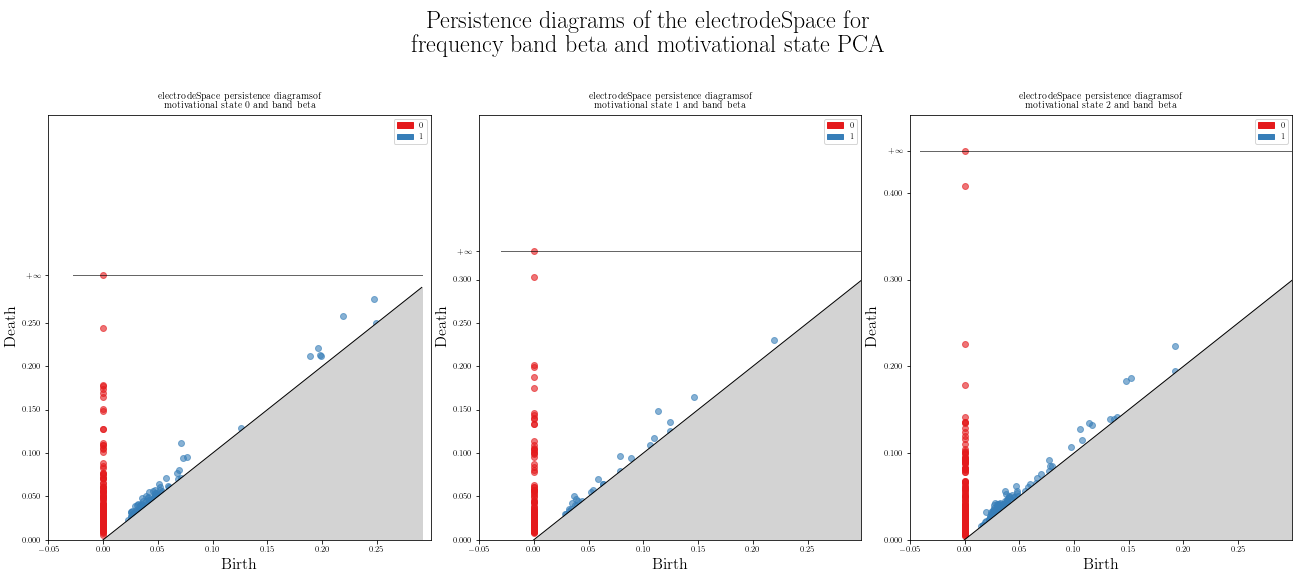 Persistence diagrams of the electrodeSpace for
frequency band beta and motivational state PCA
electrodeSpace persistence diagramsof
motivational state 0 and band beta
0
1
+∞
0.250
0.200
0.150
0.100
0.050
0.000
Death
−0.05 0.00 0.05 0.10 0.15 0.20 0.25
Birth
electrodeSpace persistence diagramsof
motivational state 1 and band beta
0
1
+∞
0.300
0.250
0.200
0.150
0.100
0.050
0.000
Death
−0.05 0.00 0.05 0.10 0.15 0.20 0.25
Birth
electrodeSpace persistence diagramsof
motivational state 2 and band beta
0
1
+∞
0.400
0.300
0.200
0.100
0.000
Death
−0.05 0.00 0.05 0.10 0.15 0.20 0.25
Birth